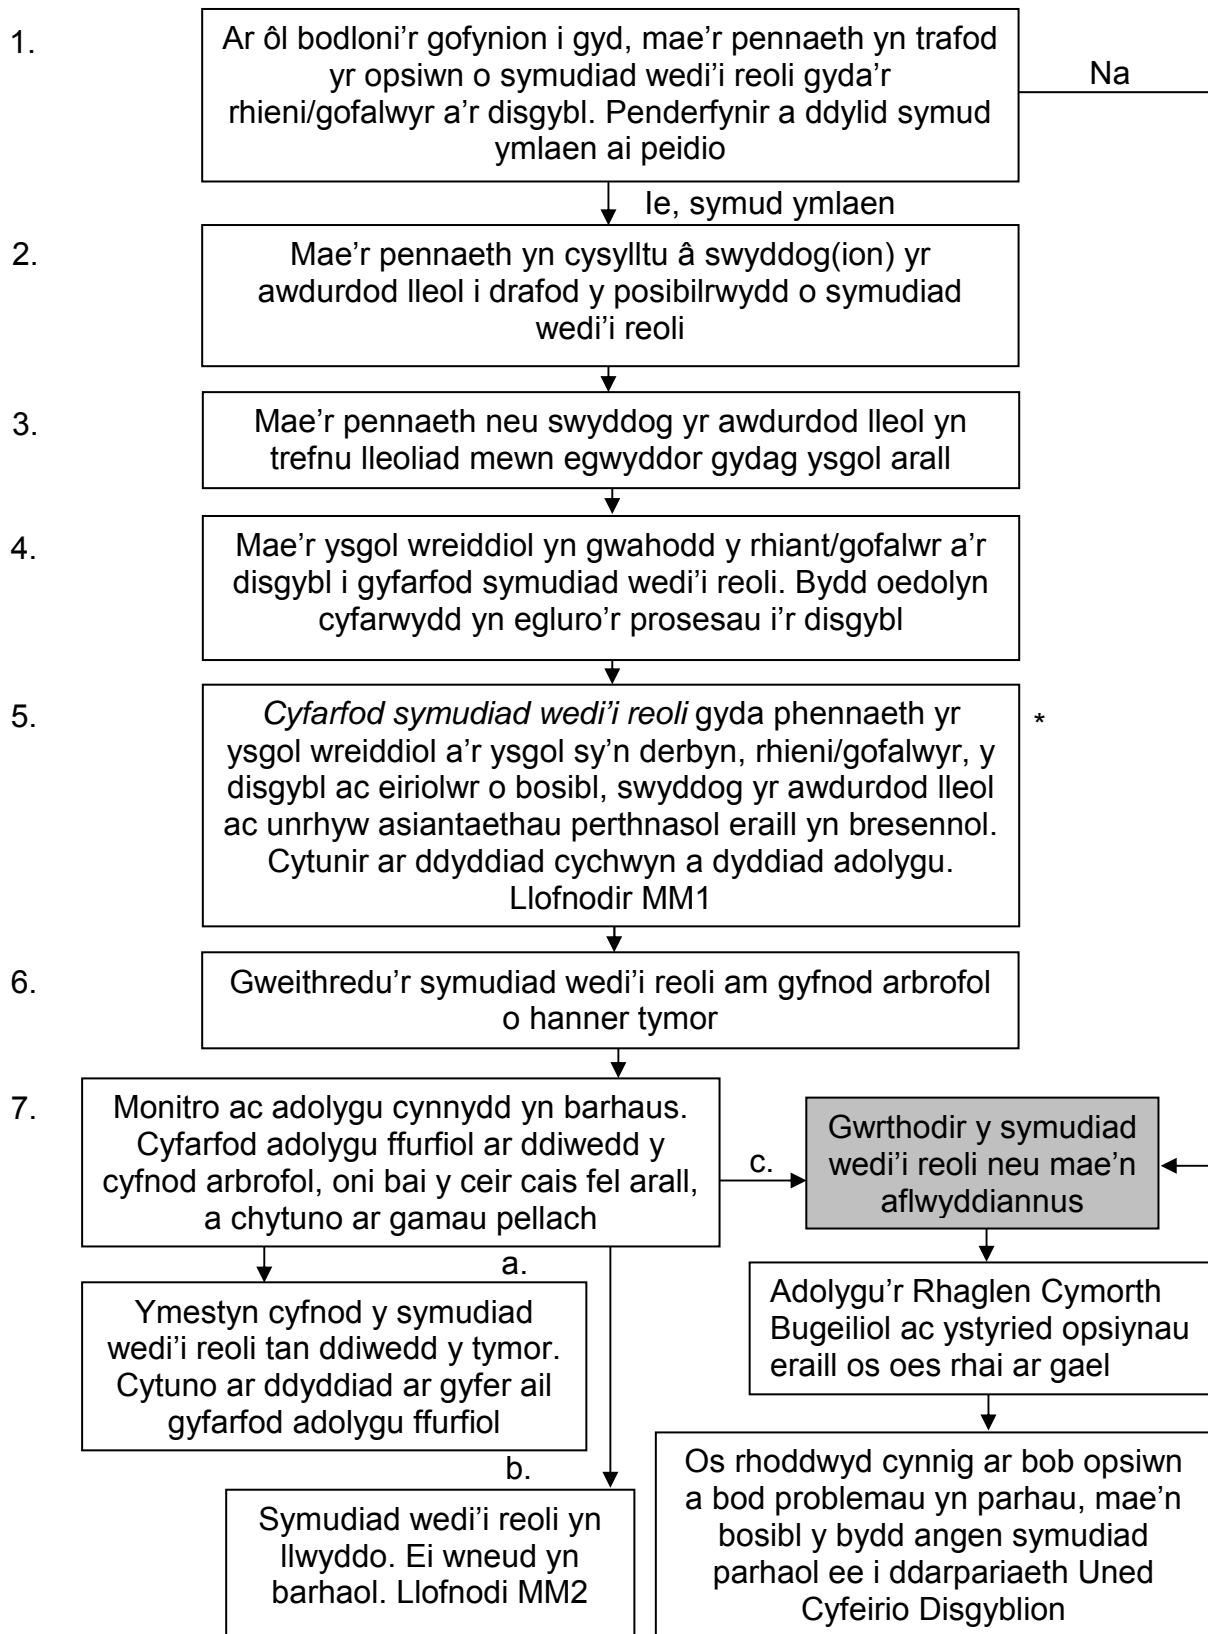 1.
Ar ôl bodloni'r gofynion i gyd, mae'r pennaeth yn trafod
yr opsiwn o symudiad wedi'i reoli gyda'r
rhieni/gofalwyr a'r disgybl. Penderfynir a ddylid symud
ymlaen ai peidio
Na
Ie, symud ymlaen
2.
Mae'r pennaeth yn cysylltu â swyddog(ion) yr
awdurdod lleol i drafod y posibilrwydd o symudiad
wedi'i reoli
3.
Mae'r pennaeth neu swyddog yr awdurdod lleol yn
trefnu lleoliad mewn egwyddor gydag ysgol arall
4.
Mae'r ysgol wreiddiol yn gwahodd y rhiant/gofalwr a'r
disgybl i gyfarfod symudiad wedi'i reoli. Bydd oedolyn
cyfarwydd yn egluro'r prosesau i'r disgybl
5.
Cyfarfod symudiad wedi'i reoli gyda phennaeth yr
ysgol wreiddiol a'r ysgol sy'n derbyn, rhieni/gofalwyr, y
disgybl ac eiriolwr o bosibl, swyddog yr awdurdod lleol
ac unrhyw asiantaethau perthnasol eraill yn bresennol.
Cytunir ar ddyddiad cychwyn a dyddiad adolygu.
Llofnodir MM1
*
6.
Gweithredu'r symudiad wedi'i reoli am gyfnod arbrofol
o hanner tymor
7.
Monitro ac adolygu cynnydd yn barhaus.
Cyfarfod adolygu ffurfiol ar ddiwedd y
cyfnod arbrofol, oni bai y ceir cais fel arall,
a chytuno ar gamau pellach
c.
Gwrthodir y symudiad
wedi'i reoli neu mae'n
aflwyddiannus
a.
Ymestyn cyfnod y symudiad
wedi'i reoli tan ddiwedd y tymor.
Cytuno ar ddyddiad ar gyfer ail
gyfarfod adolygu ffurfiol
Adolygu'r Rhaglen Cymorth
Bugeiliol ac ystyried opsiynau
eraill os oes rhai ar gael
b.
Symudiad wedi'i reoli yn
llwyddo. Ei wneud yn
barhaol. Llofnodi MM2
Os rhoddwyd cynnig ar bob opsiwn
a bod problemau yn parhau, mae'n
bosibl y bydd angen symudiad
parhaol ee i ddarpariaeth Uned
Cyfeirio Disgyblion